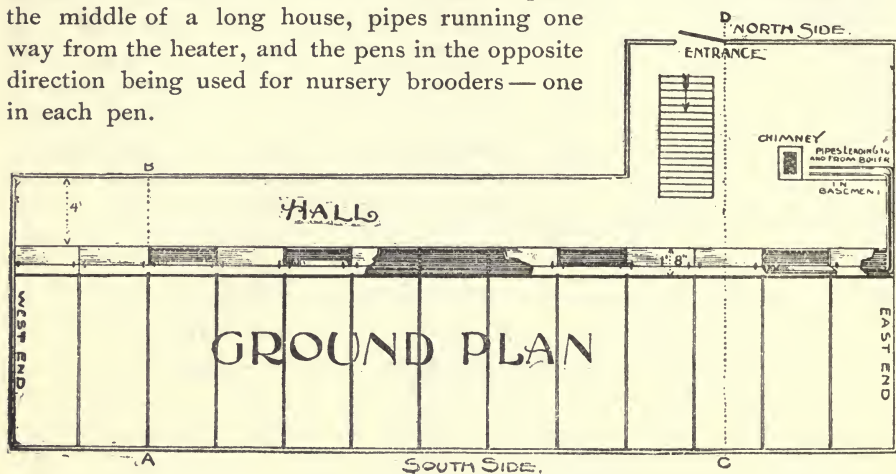 the middle of a long house, pipes running one
way from the heater, and the pens in the opposite
direction being used for nursery brooders — one
in each pen.
D
NORTH SIDE.
ENTRANCE
CHIMNEY
PIPES LEADING TO
AND FROM BOILER
IN
BASEMENT
B
4'
HALL
1' 8"
WEST END
GROUND PLAN
EAST END
A
SOUTH SIDE.
C